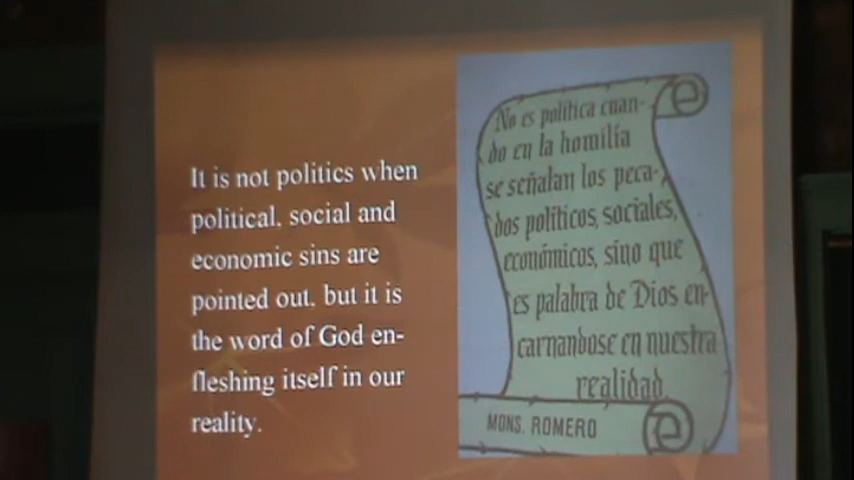 It is not politics when
political, social and
economic sins are
pointed out, but it is
the word of God en-
fleshing itself in our
reality.
No es política cuan-
do en la homilía
se señalan los peca-
dos políticos, sociales,
económicos, sino que
es palabra de Dios en-
carnandose en nuestra
realidad
MONS. ROMERO